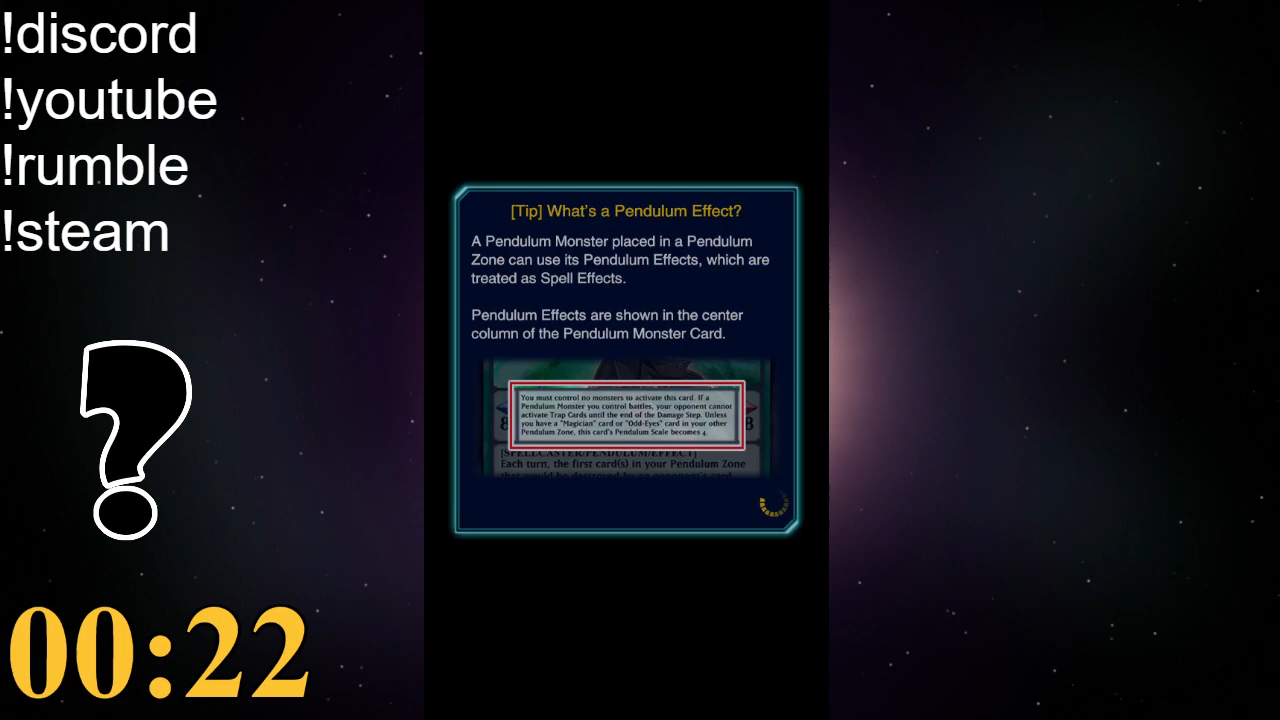 !discord
!youtube
!rumble
!steam
00:22
[Tip] What's a Pendulum Effect?
A Pendulum Monster placed in a Pendulum
Zone can use its Pendulum Effects, which are
treated as Spell Effects.
Pendulum Effects are shown in the center
column of the Pendulum Monster Card.
You must control no monsters to activate this card. If a
Pendulum Monster you control battles, your opponent cannot
activate Trap Cards until the end of the Damage Step. Unless
you have a "Magician" card or "Odd-Eyes" card in your other
Pendulum Zone, this card's Pendulum Scale becomes 4.
8 8
[SPELLCASTER/PENDULUM/EFFECT]
Each turn, the first card(s) in your Pendulum Zone